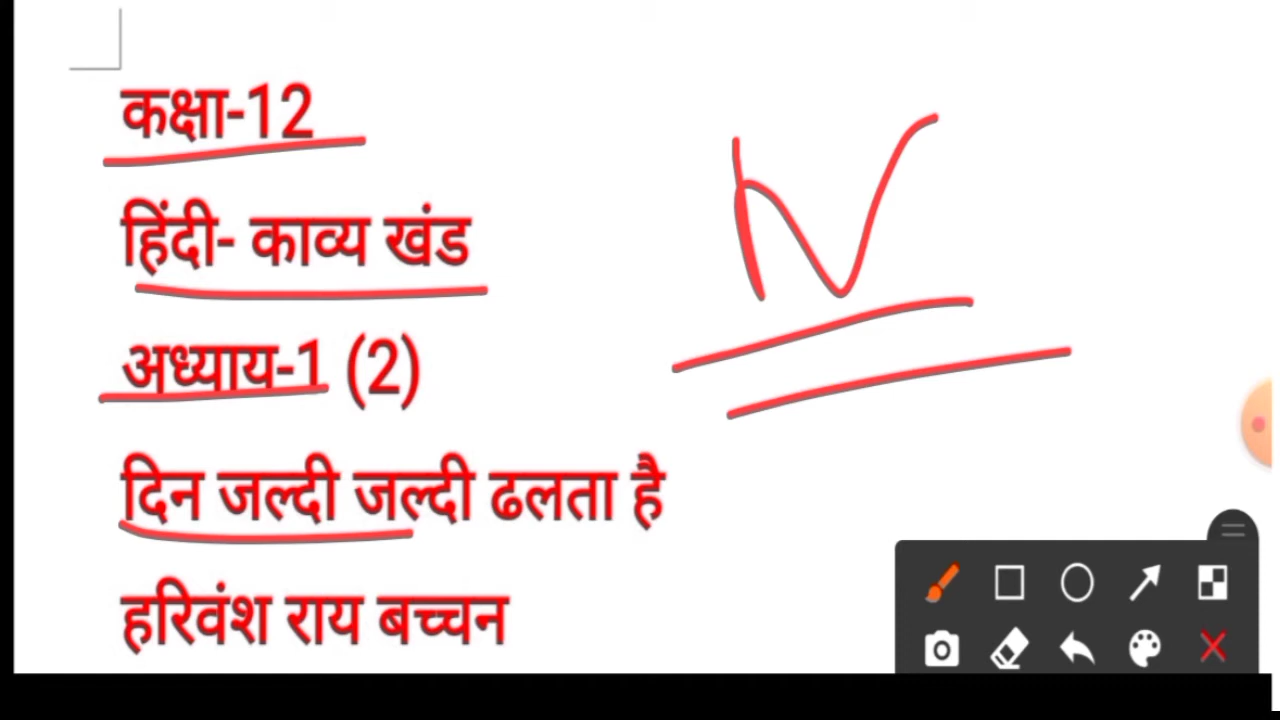 कक्षा-12
हिंदी- काव्य खंड
अध्याय-1 (2)
दिन जल्दी जल्दी ढलता है
हरिवंश राय बच्चन